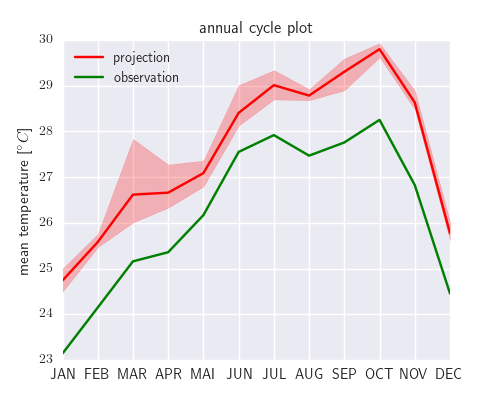 annual cycle plot
30
29
28
27
26
25
24
23
mean temperature [°C]
projection
observation
JAN FEB MAR APR MAI JUN JUL AUG SEP OCT NOV DEC